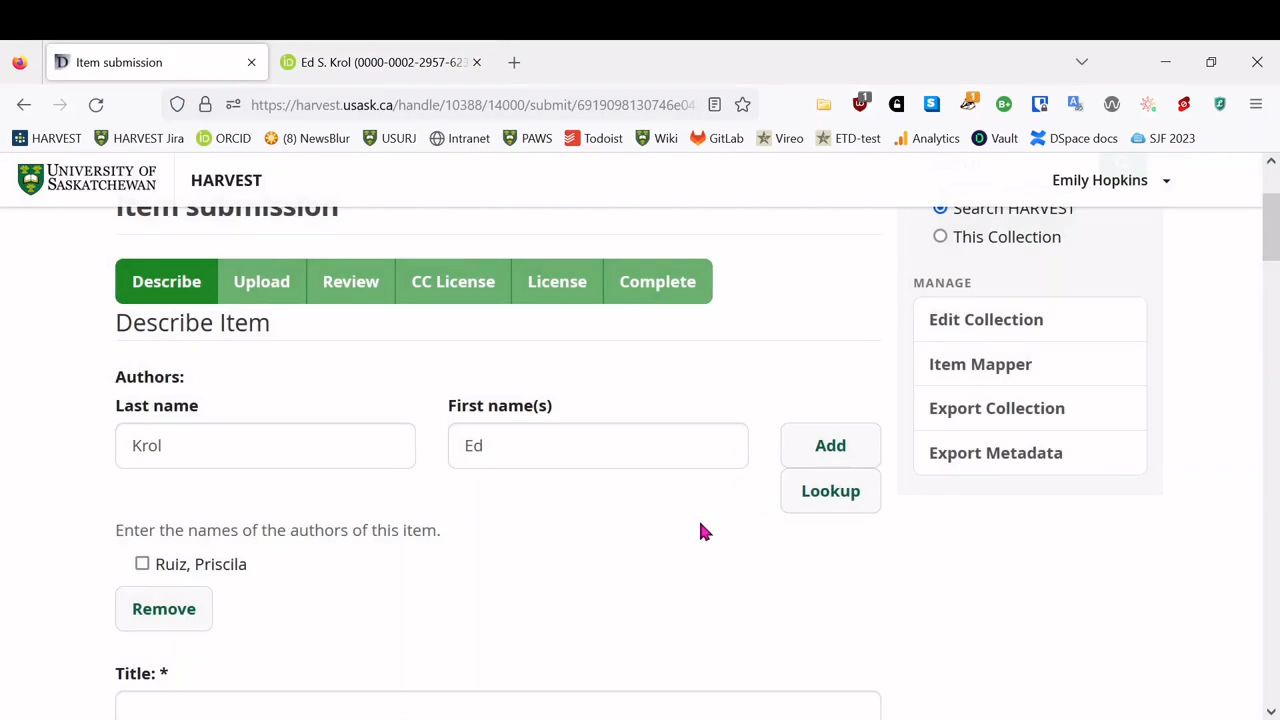 Item submission
Ed S. Krol (0000-0002-2957-623
https://harvest.usask.ca/handle/10388/14000/submit/6919098130746e04
1
1
HARVEST
HARVEST Jira
ORCID
(8) NewsBlur
USURJ
Intranet
PAWS
Todoist
Wiki
GitLab
Vireo
ETD-test
Analytics
Vault
DSpace docs
SJF 2023
UNIVERSITY OF
SASKATCHEWAN
HARVEST
Emily Hopkins
Item submission
Search HARVEST
This Collection
Describe
Upload
Review
CC License
License
Complete
MANAGE
Edit Collection
Item Mapper
Export Collection
Export Metadata
Describe Item
Authors:
Last name
First name(s)
Krol
Ed
Add
Lookup
Enter the names of the authors of this item.
Ruiz, Priscila
Remove
Title: *